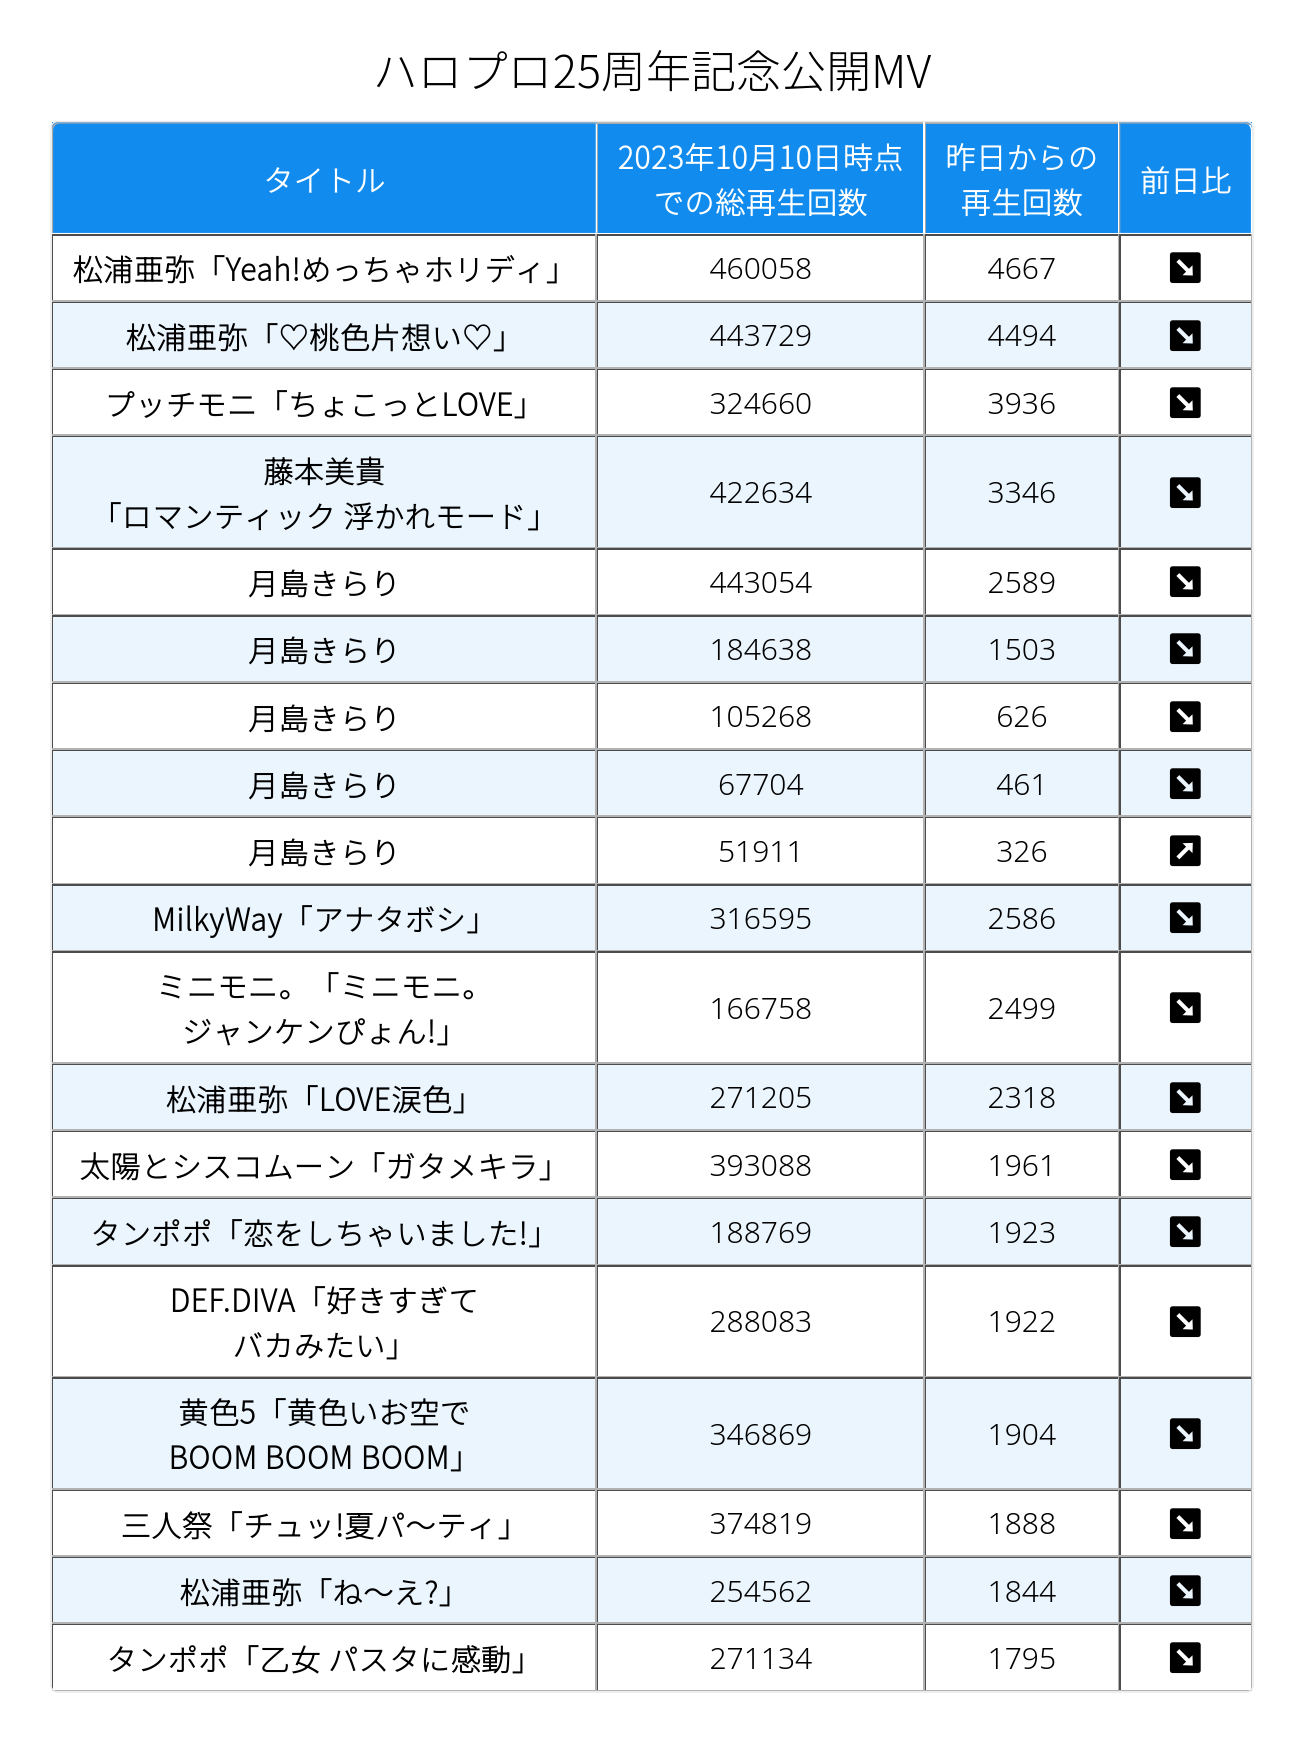 ハロプロ25周年記念公開MV
タイトル 2023年10月10日時点での総再生回数 昨日からの再生回数 前日比
松浦亜弥「Yeah!めっちゃホリディ」 460058 4667 ↘
松浦亜弥「♡桃色片想い♡」 443729 4494 ↘
プッチモニ「ちょこっとLOVE」 324660 3936 ↘
藤本美貴
「ロマンティック 浮かれモード」 422634 3346 ↘
月島きらり 443054 2589 ↘
月島きらり 184638 1503 ↘
月島きらり 105268 626 ↘
月島きらり 67704 461 ↘
月島きらり 51911 326 ↗
MilkyWay「アナタボシ」 316595 2586 ↘
ミニモニ。「ミニモニ。
ジャンケンぴょん!」 166758 2499 ↘
松浦亜弥「LOVE涙色」 271205 2318 ↘
太陽とシスコムーン「ガタメキラ」 393088 1961 ↘
タンポポ「恋をしちゃいました!」 188769 1923 ↘
DEF.DIVA「好きすぎて
バカみたい」 288083 1922 ↘
黄色5「黄色いお空で
BOOM BOOM BOOM」 346869 1904 ↘
三人祭「チュッ!夏パ〜ティ」 374819 1888 ↘
松浦亜弥「ね〜え?」 254562 1844 ↘
タンポポ「乙女 パスタに感動」 271134 1795 ↘